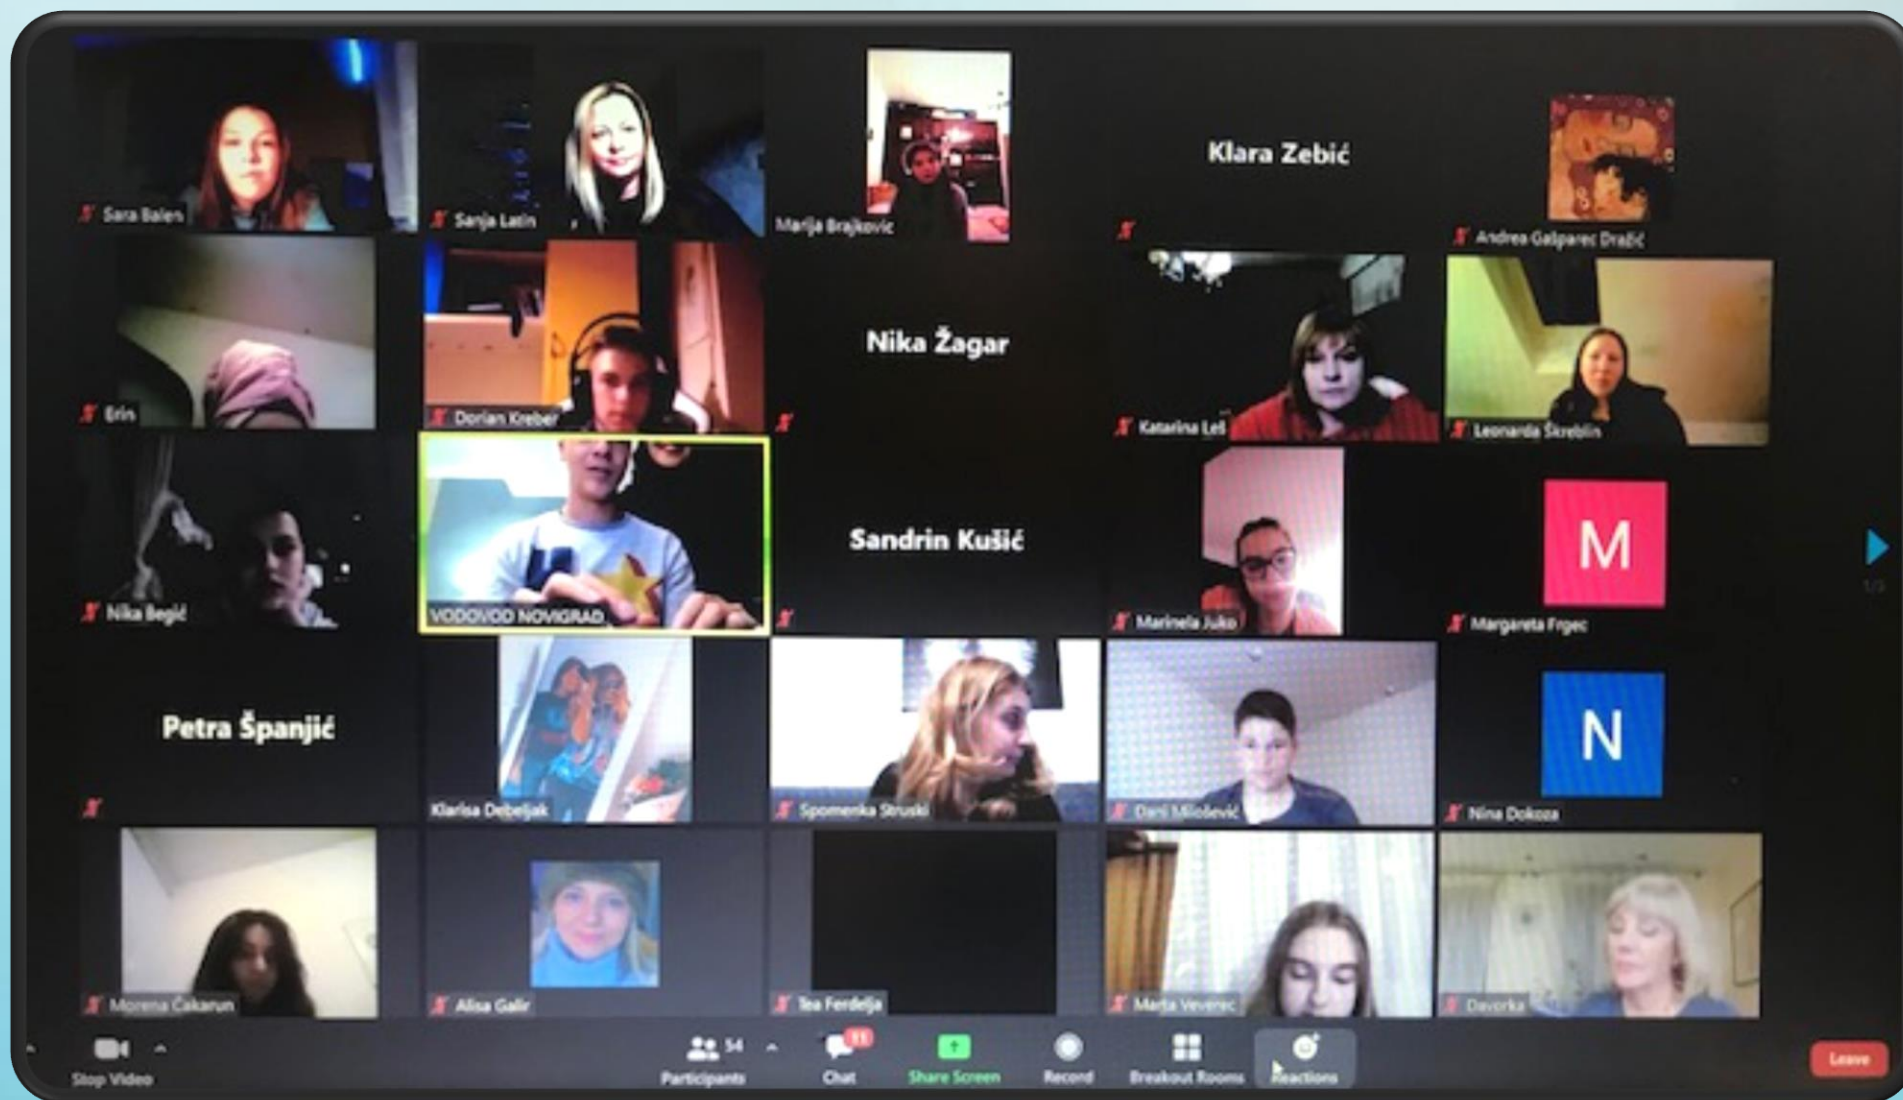 Sara Balen
Sanja Latin
Marija Brajkovic
Klara Zebić
Andrea Gašparec Dražić
Erin
Dorian Kreber
Nika Žagar
Katarina Leš
Leonarda Škreblin
Nika Begić
VODOVOD NOVIGRAD
Sandrin Kušić
Marinela Juko
M
Margareta Frgec
Petra Španjić
Klarisa Debeljak
Spomenka Struski
Dani Milošević
N
Nina Dokoza
Morena Čakarun
Alisa Galir
Tea Ferdelja
Marta Veverec
Davorka
Stop Video
54
Participants
11
Chat
Share Screen
Record
Breakout Rooms
Reactions
Leave